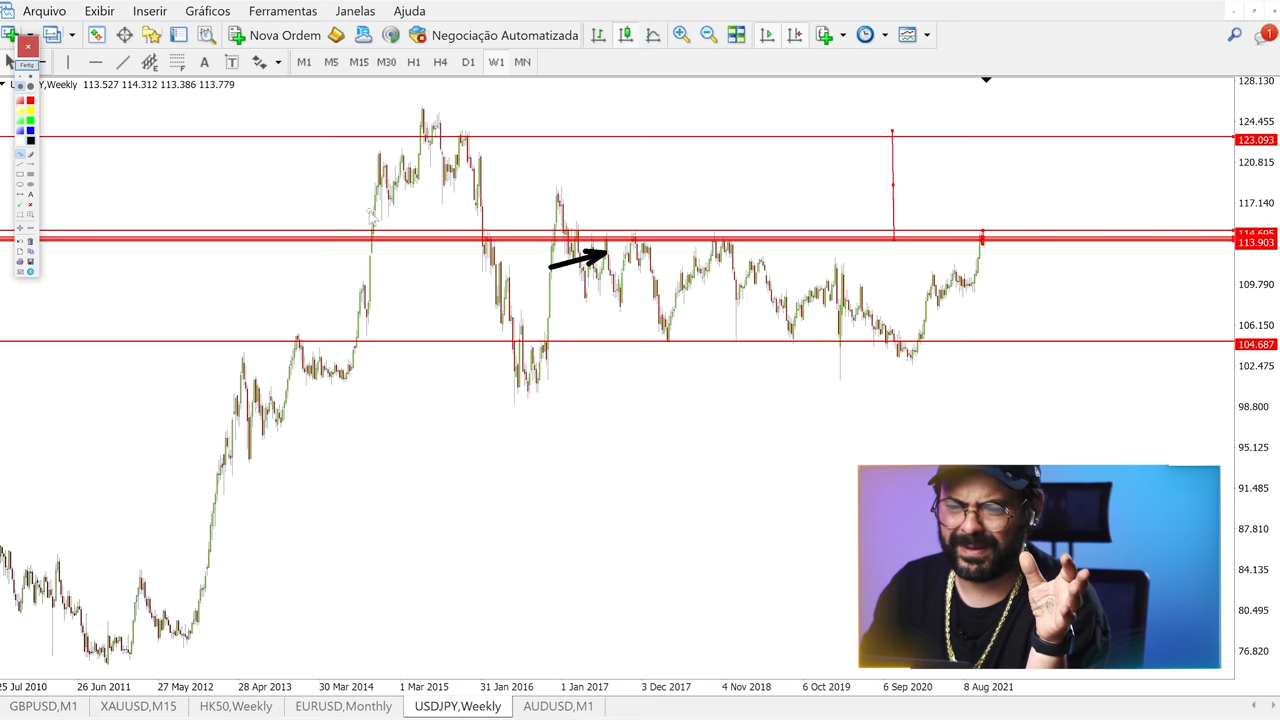 Arquivo Exibir Inserir Gráficos Ferramentas Janelas Ajuda
Nova Ordem Negociação Automatizada 1
Fertig A T M1 M5 M15 M30 H1 H4 D1 W1 MN
Weekly 113.527 114.312 113.386 113.779
A
128.130
124.455
123.093
120.815
117.140
113.903
109.790
106.150
104.687
102.475
98.800
95.125
91.485
87.810
84.135
80.495
76.820
25 Jul 2010 26 Jun 2011 27 May 2012 28 Apr 2013 30 Mar 2014 1 Mar 2015 31 Jan 2016 1 Jan 2017 3 Dec 2017 4 Nov 2018 6 Oct 2019 6 Sep 2020 8 Aug 2021
GBPUSD,M1 XAUUSD,M15 HK50,Weekly EURUSD,Monthly USDJPY,Weekly AUDUSD,M1